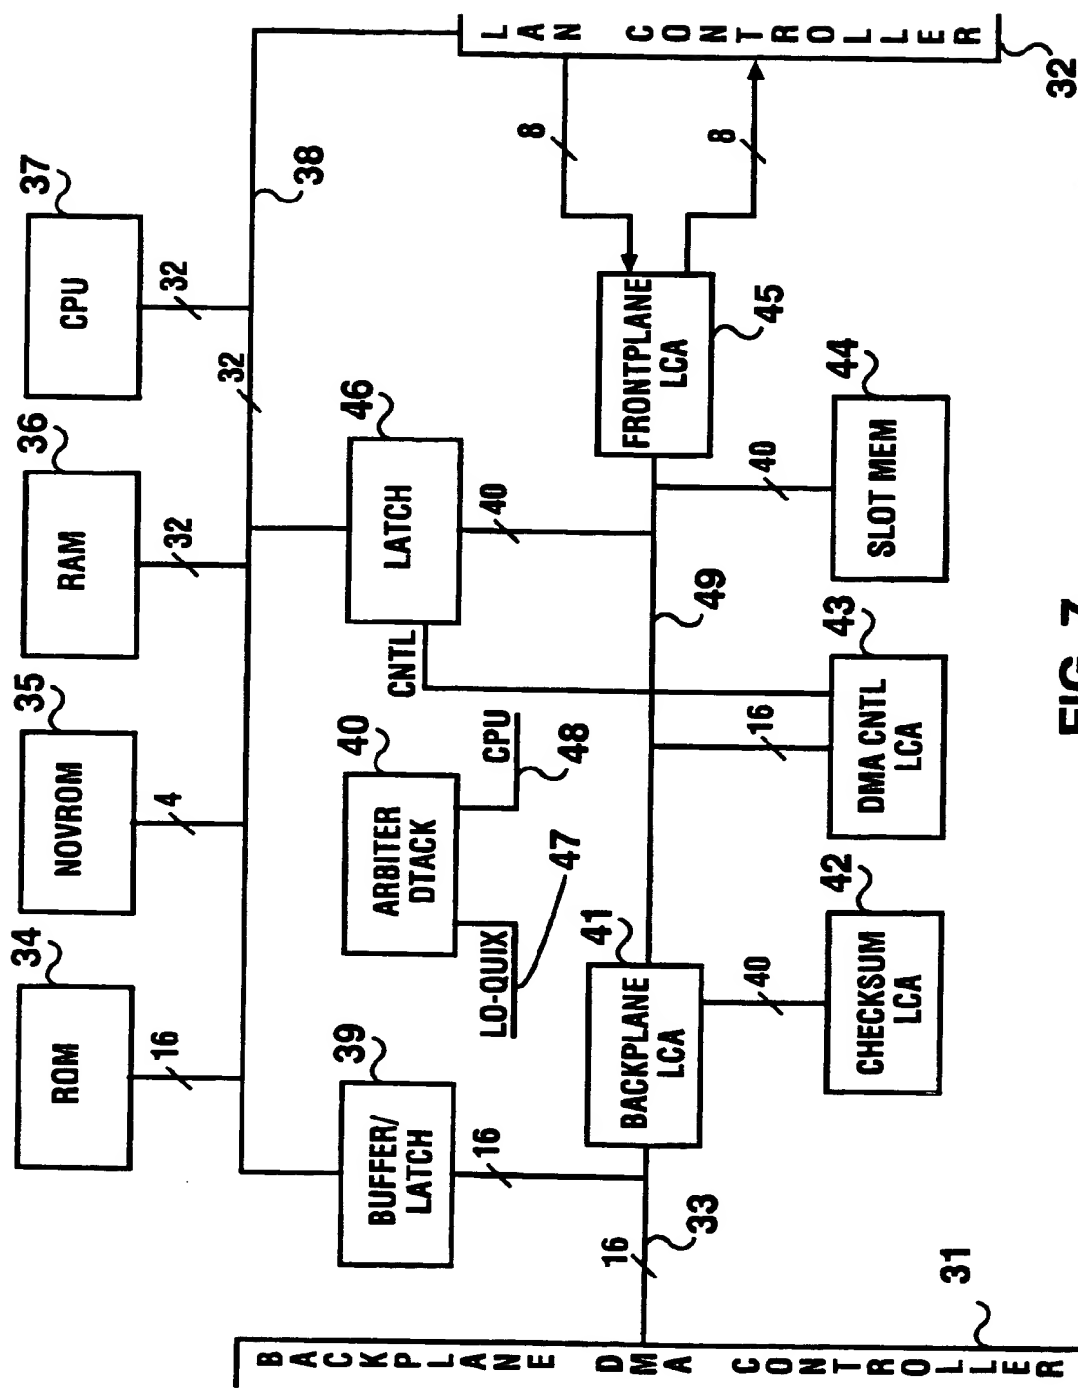 34
35
36
37
ROM
NOVROM
RAM
CPU
16
4
32
32
32
38
39
40
46
BUFFER/
LATCH
ARBITER
DTACK
LATCH
CNTL
16
LO-QUIX
CPU
47
48
40
8
8
BACKPLANE DMA CONTROLLER
31
16
33
41
BACKPLANE
LCA
49
FRONTPLANE
LCA
45
LAN CONTROLLER
32
40
16
40
42
43
44
CHECKSUM
LCA
DMA CNTL
LCA
SLOT MEM
FIG. 7